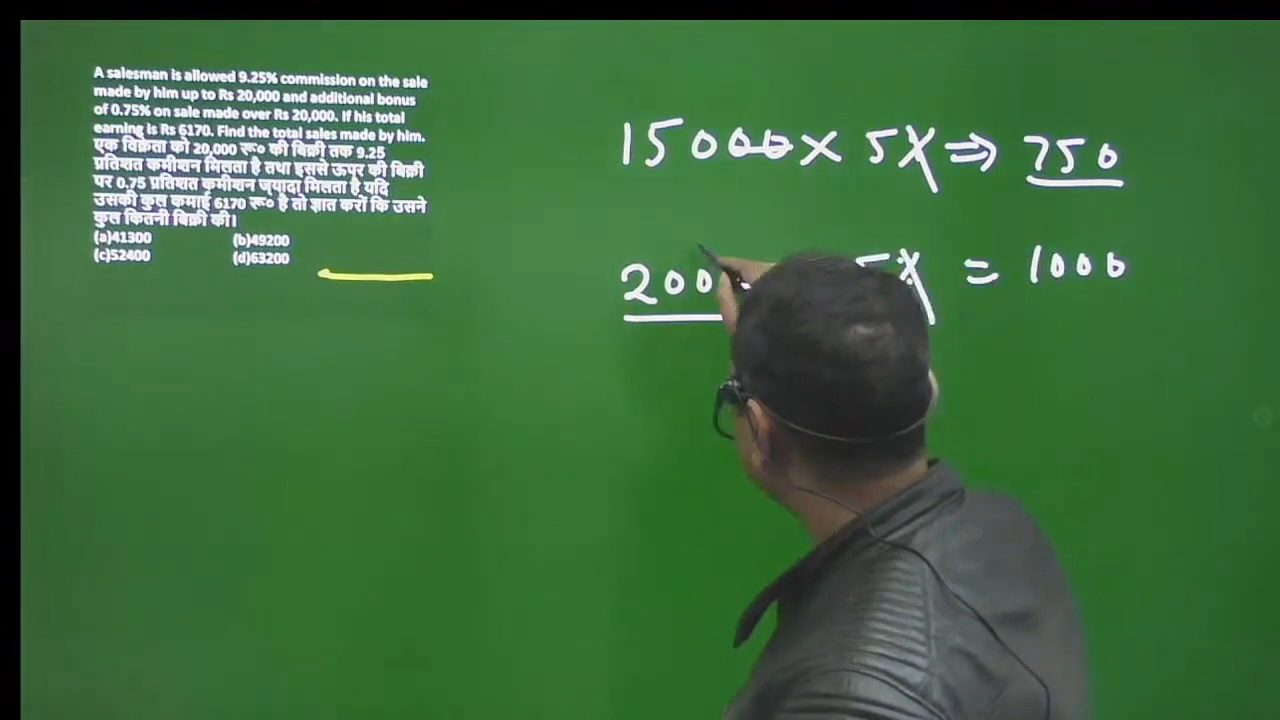 A salesman is allowed 9.25% commission on the sale
made by him up to Rs 20,000 and additional bonus
of 0.75% on sale made over Rs 20,000. If his total
earning is Rs 6170. Find the total sales made by him.
एक विक्रेता को 20,000 रू० की बिक्री तक 9.25
प्रतिशत कमीशन मिलता है तथा इससे ऊपर की बिक्री
पर 0.75 प्रतिशत कमीशन ज्यादा मिलता है यदि
उसकी कुल कमाई 6170 रू० है तो ज्ञात करों कि उसने
कुल कितनी बिक्री की।
(a)41300 (b)49200
(c)52400 (d)63200
15000 × 5% ⇒ 750
200 5% = 1000